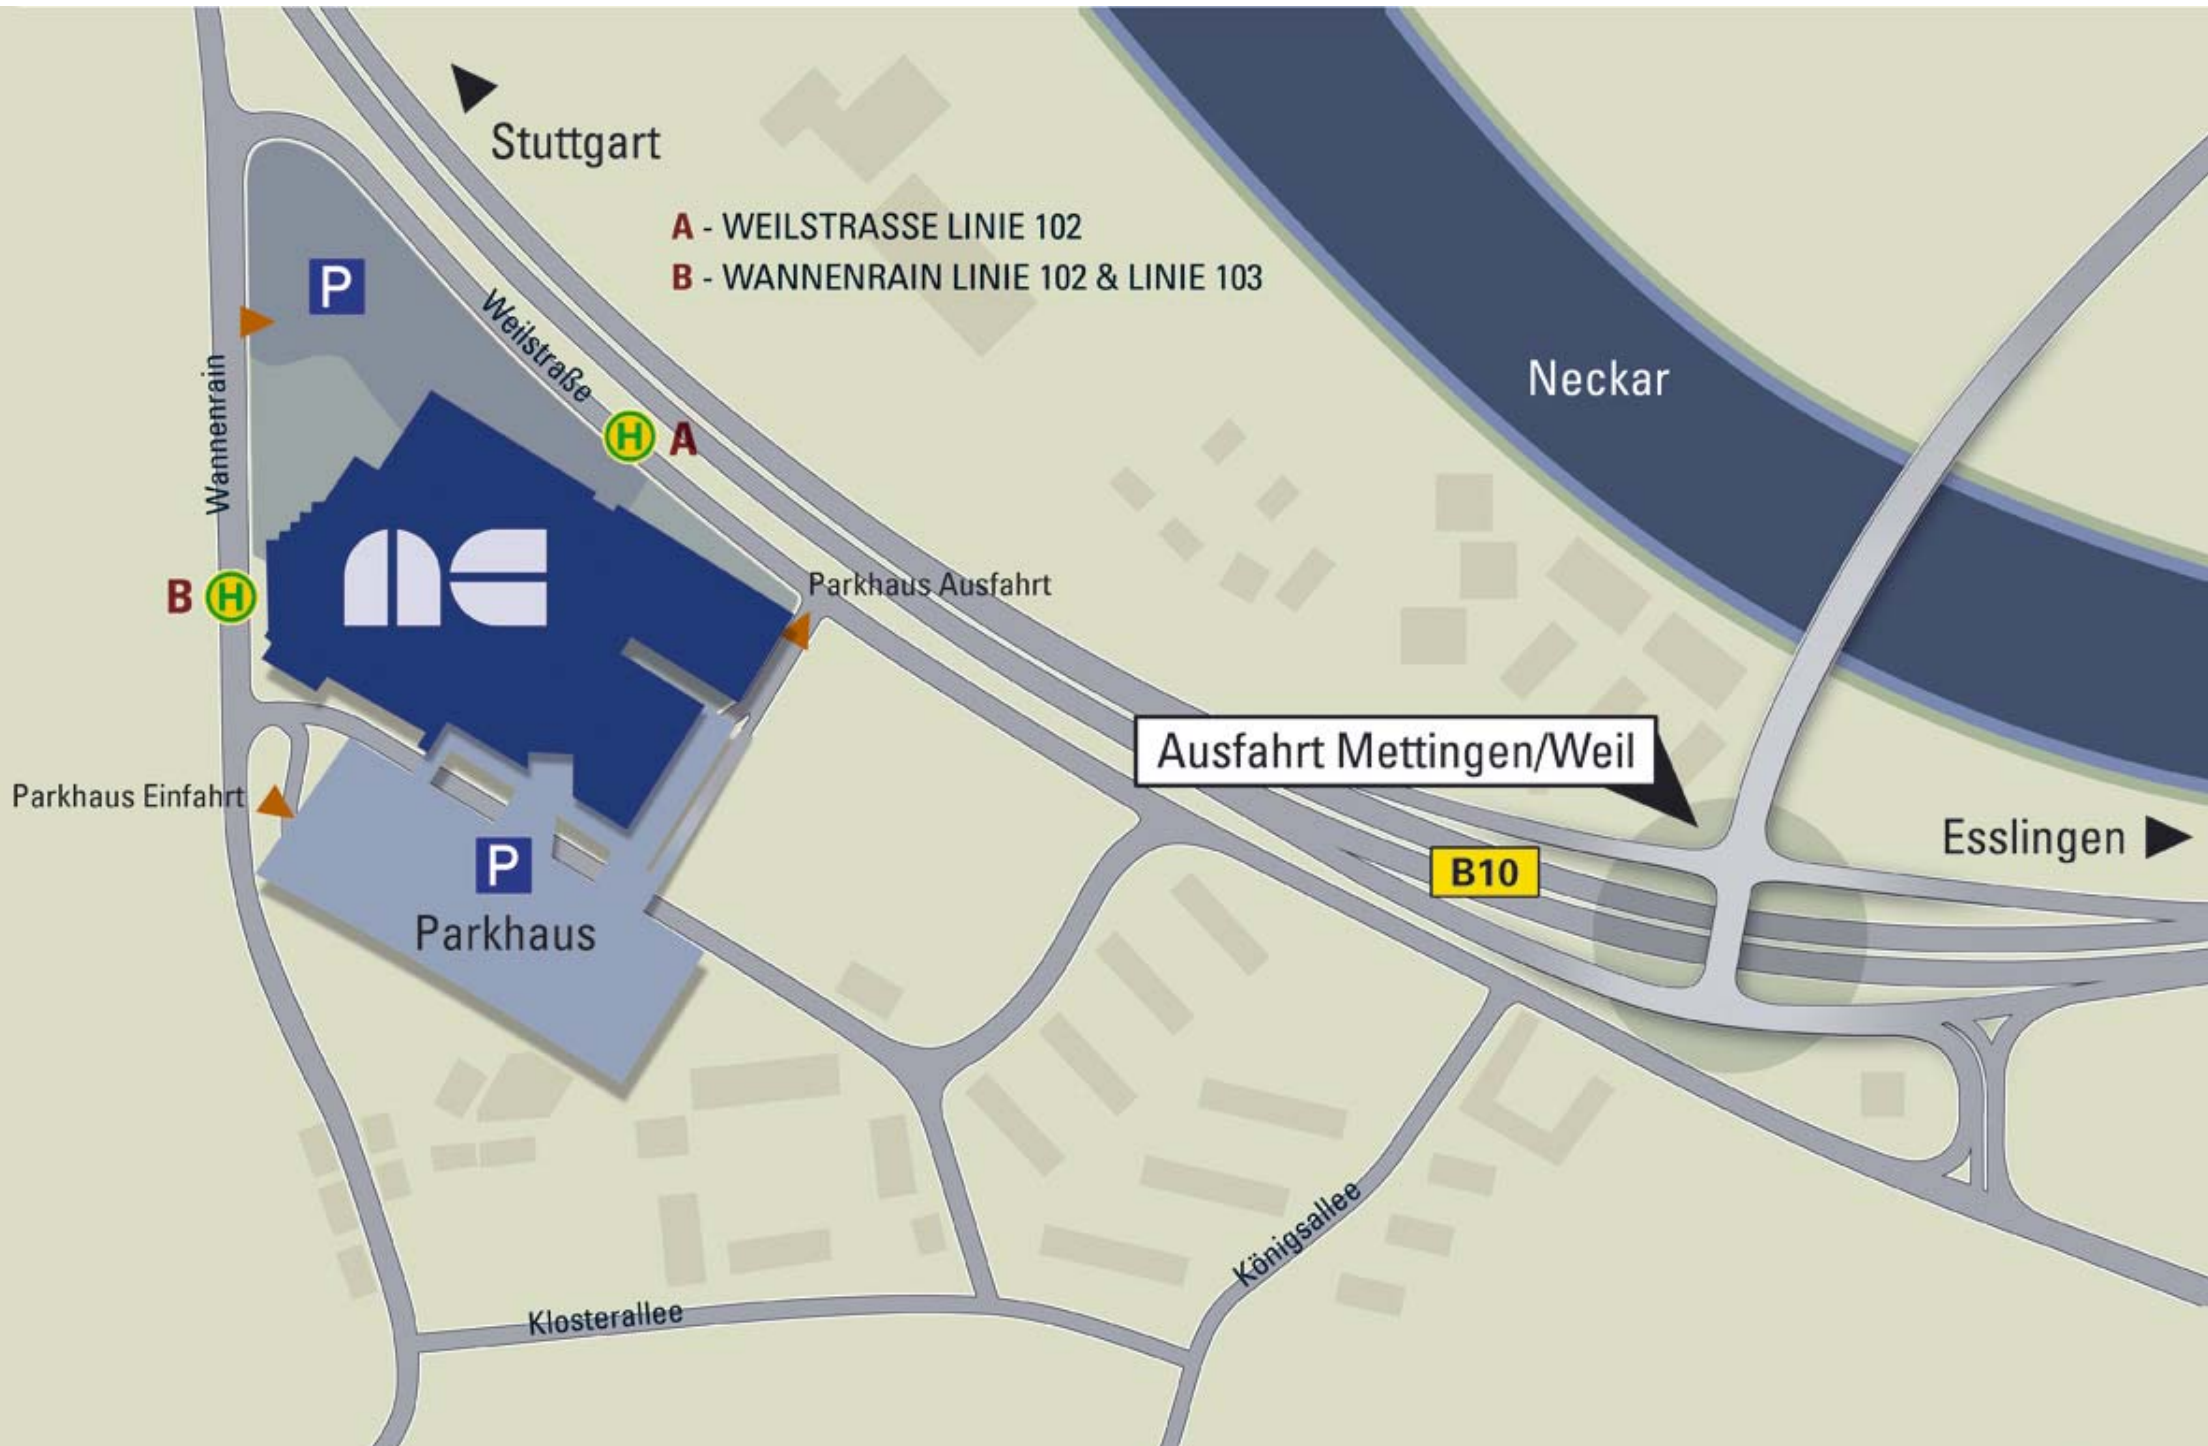 Stuttgart
A - WEILSTRASSE LINIE 102
B - WANNENRAIN LINIE 102 & LINIE 103
P
Weilstraße
Neckar
Wannenrain
H A
B H
nc
Parkhaus Ausfahrt
Ausfahrt Mettingen/Weil
Parkhaus Einfahrt
Esslingen
P
B10
Parkhaus
Königsallee
Klosterallee